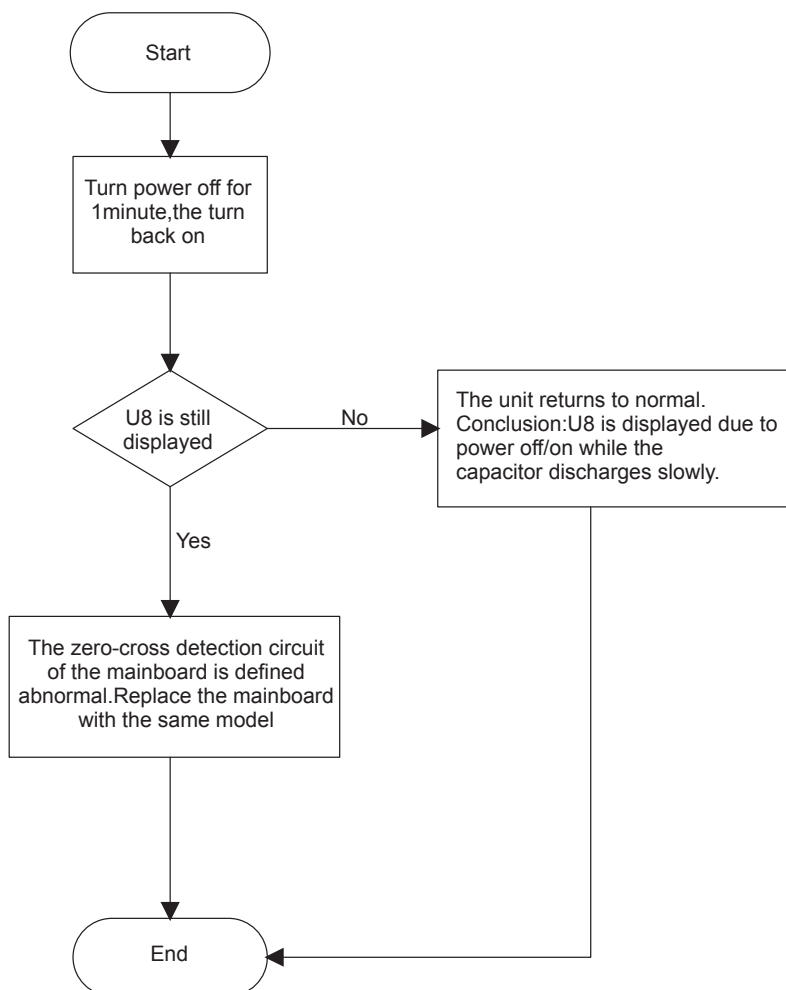 Start
Turn power off for
1minute,the turn
back on
U8 is still
displayed
No
The unit returns to normal.
Conclusion:U8 is displayed due to
power off/on while the
capacitor discharges slowly.
Yes
The zero-cross detection circuit
of the mainboard is defined
abnormal.Replace the mainboard
with the same model
End